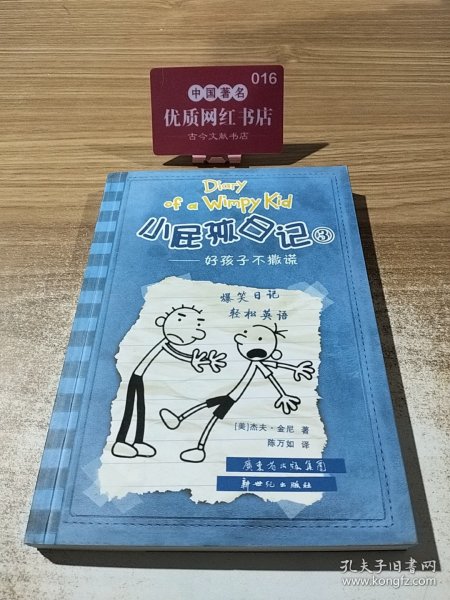 016
中国著名
优质网红书店
古今文献书店
Diary
of a Wimpy Kid
小屁孩日记③
——好孩子不撒谎
爆笑日记
轻松英语
[美]杰夫·金尼 著
陈万如 译
广东省出版集团
新世纪出版社
孔夫子旧书网
www.kongfz.com